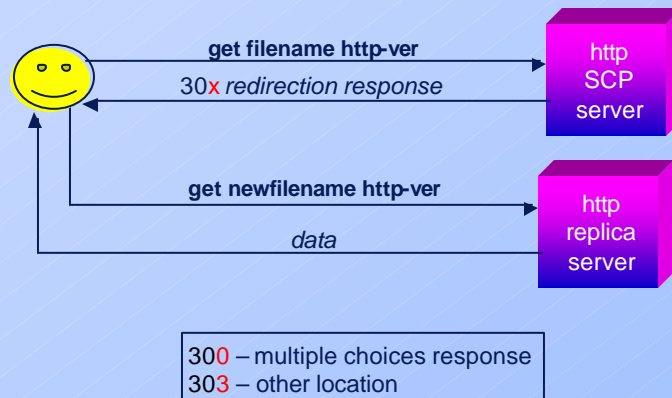 get filename http-ver
30x redirection response
http
SCP
server
get newfilename http-ver
data
http
replica
server
300 – multiple choices response
303 – other location